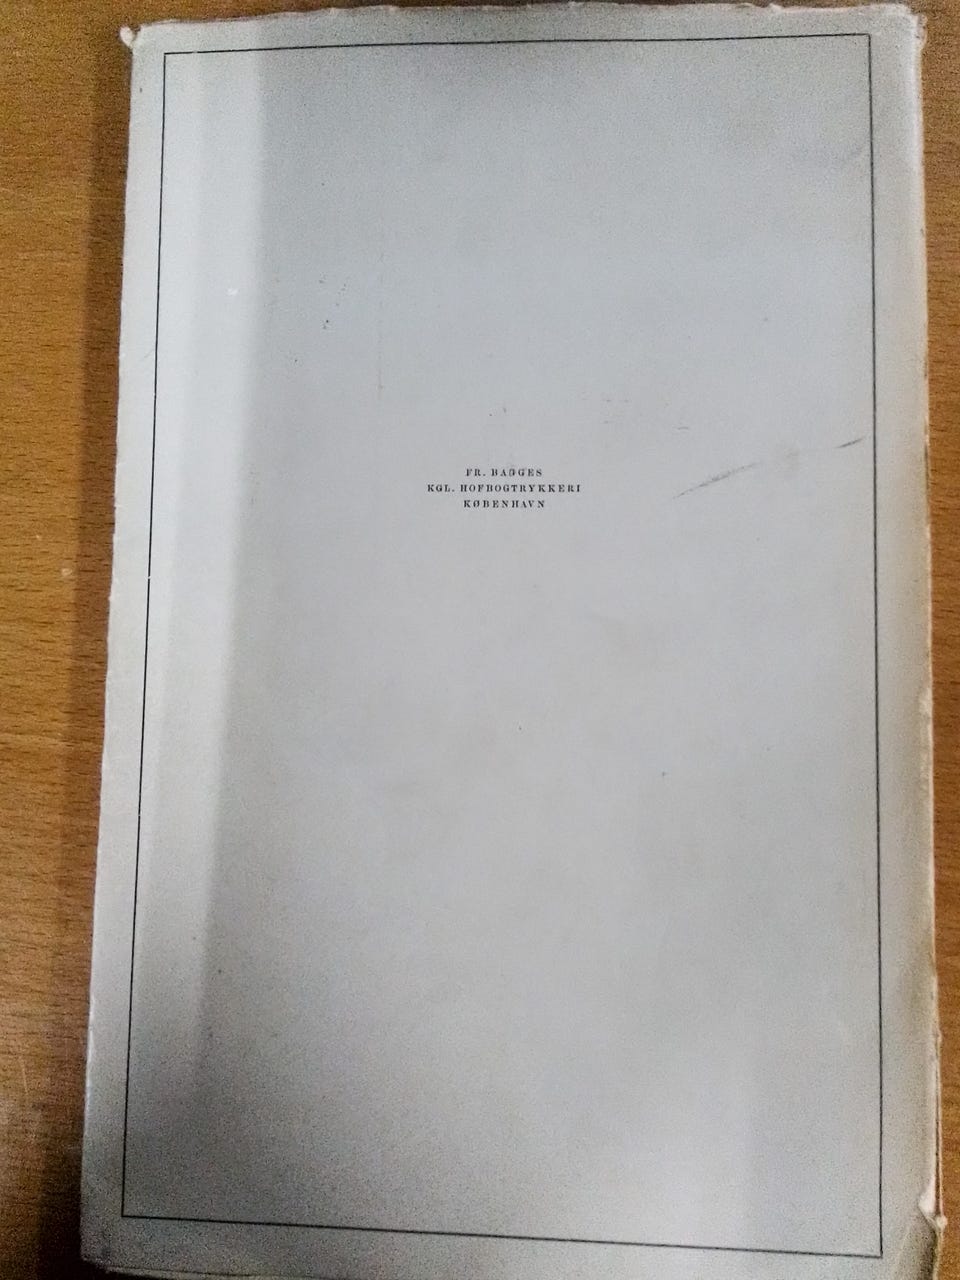 FR. BAGGES
KGL. HOFBOGTRYKKERI
KØBENHAVN